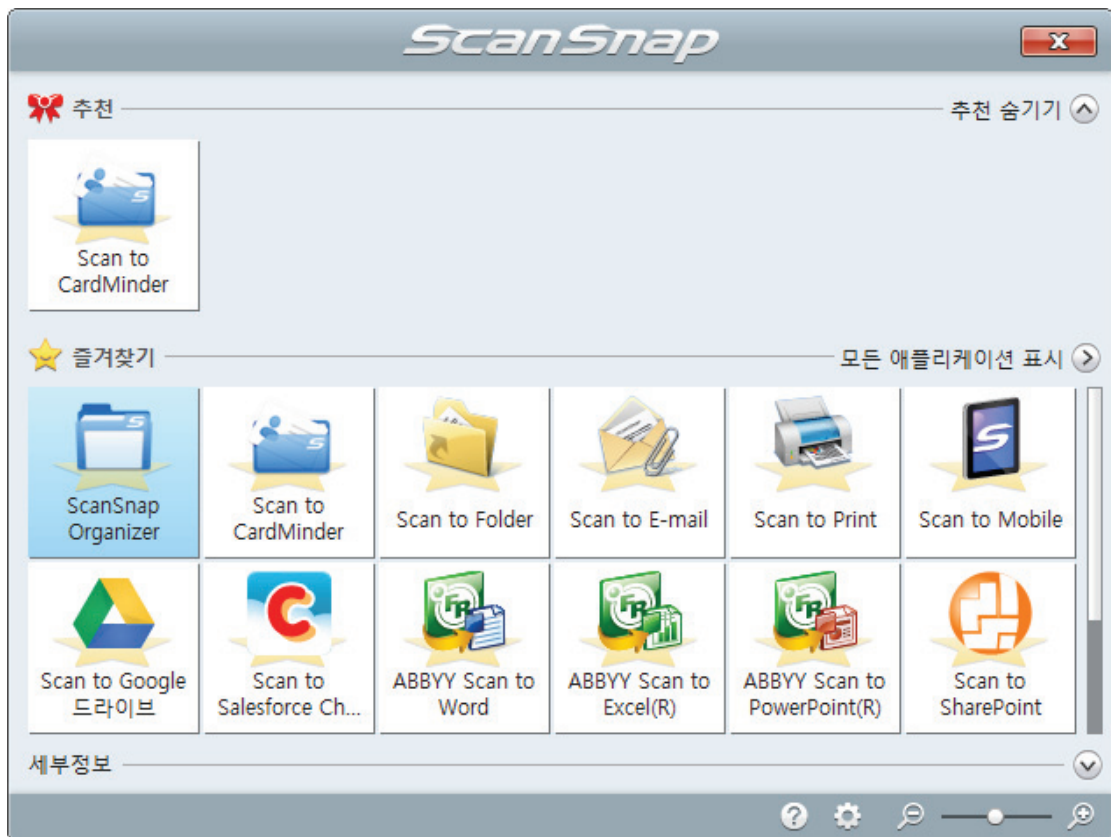 ScanSnap
추천
추천 숨기기
Scan to
CardMinder
즐겨찾기
모든 애플리케이션 표시
ScanSnap
Organizer
Scan to
CardMinder
Scan to Folder
Scan to E-mail
Scan to Print
Scan to Mobile
Scan to Google
드라이브
Scan to
Salesforce Ch...
ABBYY Scan to
Word
ABBYY Scan to
Excel(R)
ABBYY Scan to
PowerPoint(R)
Scan to
SharePoint
세부정보